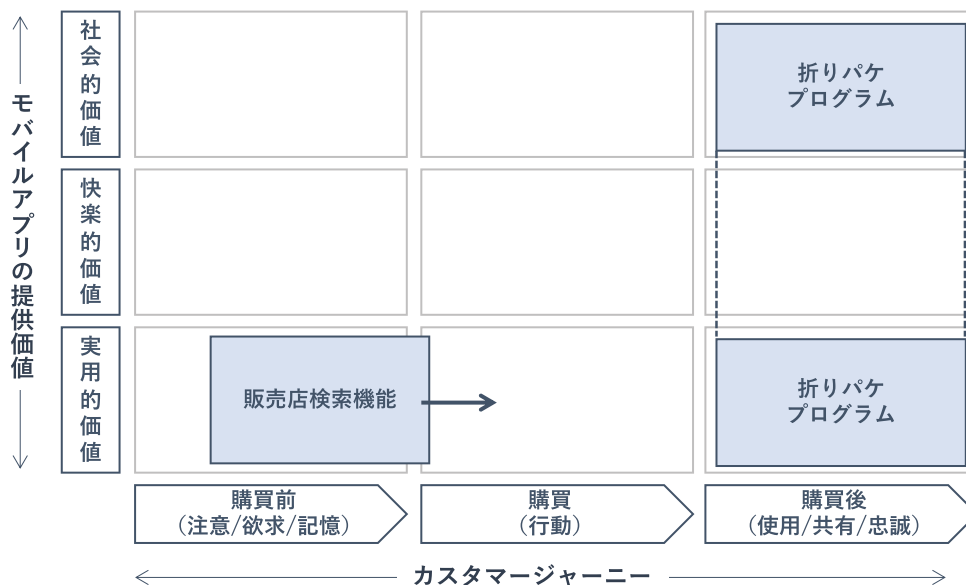 モバイルアプリの提供価値
社会的価値
折りパケ
プログラム
快楽的価値
実用的価値
販売店検索機能
折りパケ
プログラム
購買前
（注意/欲求/記憶）
購買
（行動）
購買後
（使用/共有/忠誠）
カスタマージャーニー